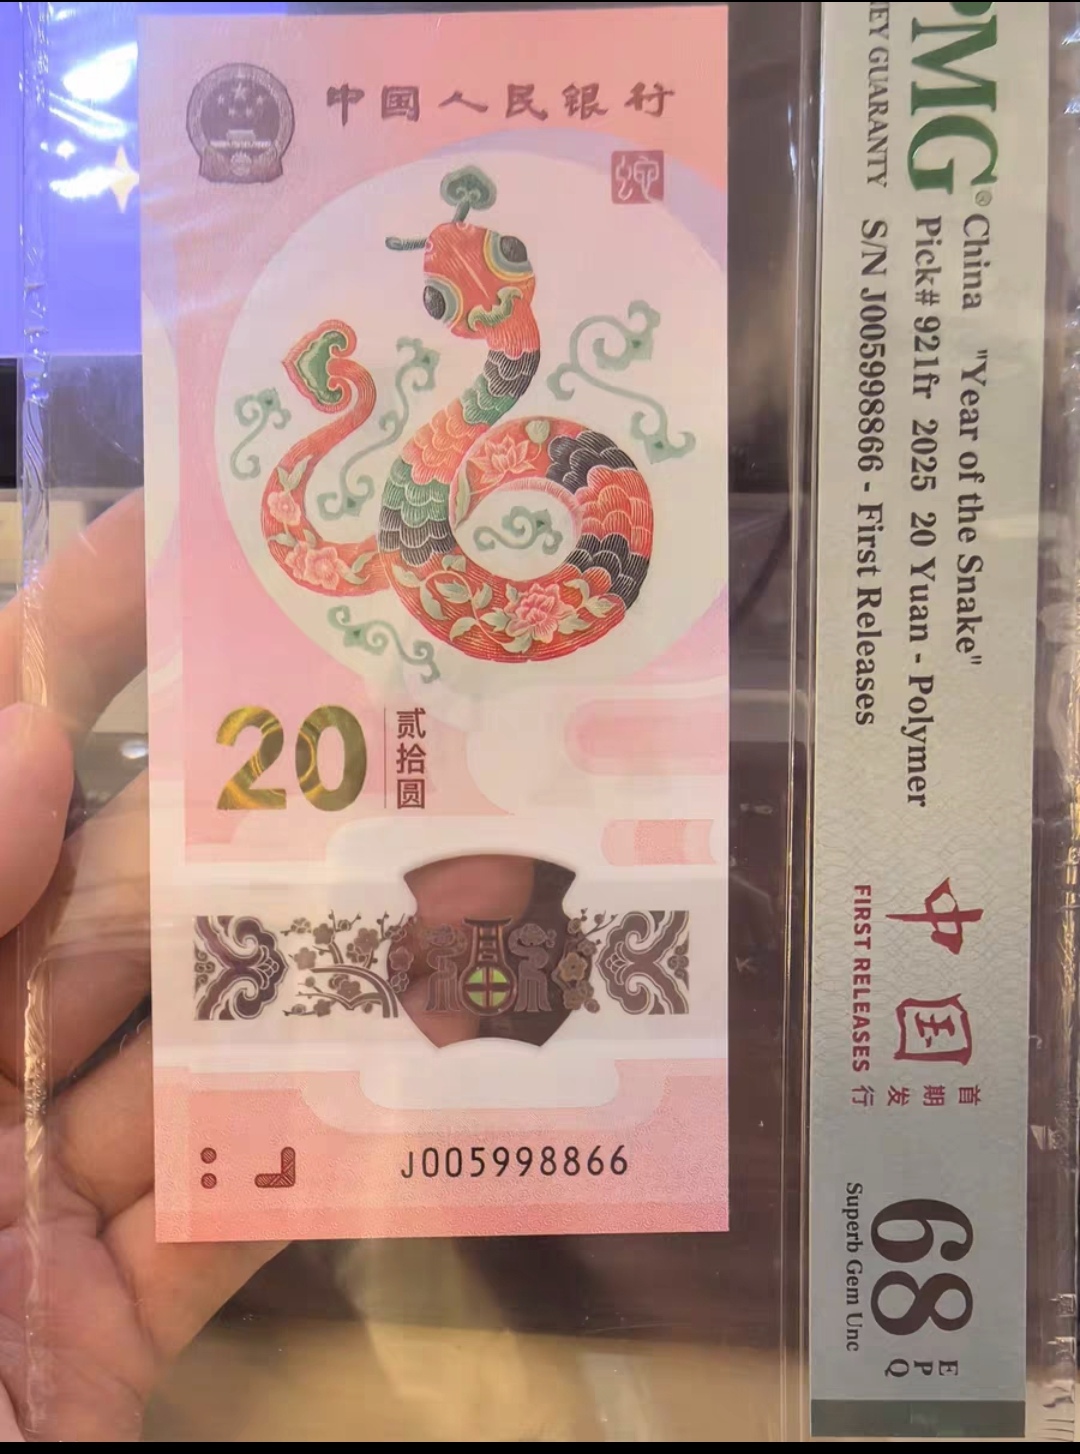 中国人民银行
蛇
20
贰拾圆
J005998866
PMG
China "Year of the Snake"
Pick# 921fr 2025 20 Yuan - Polymer
S/N J005998866 - First Releases
EY GUARANTY
中国
首期发行
FIRST RELEASES
68
EPQ
Superb Gem Unc